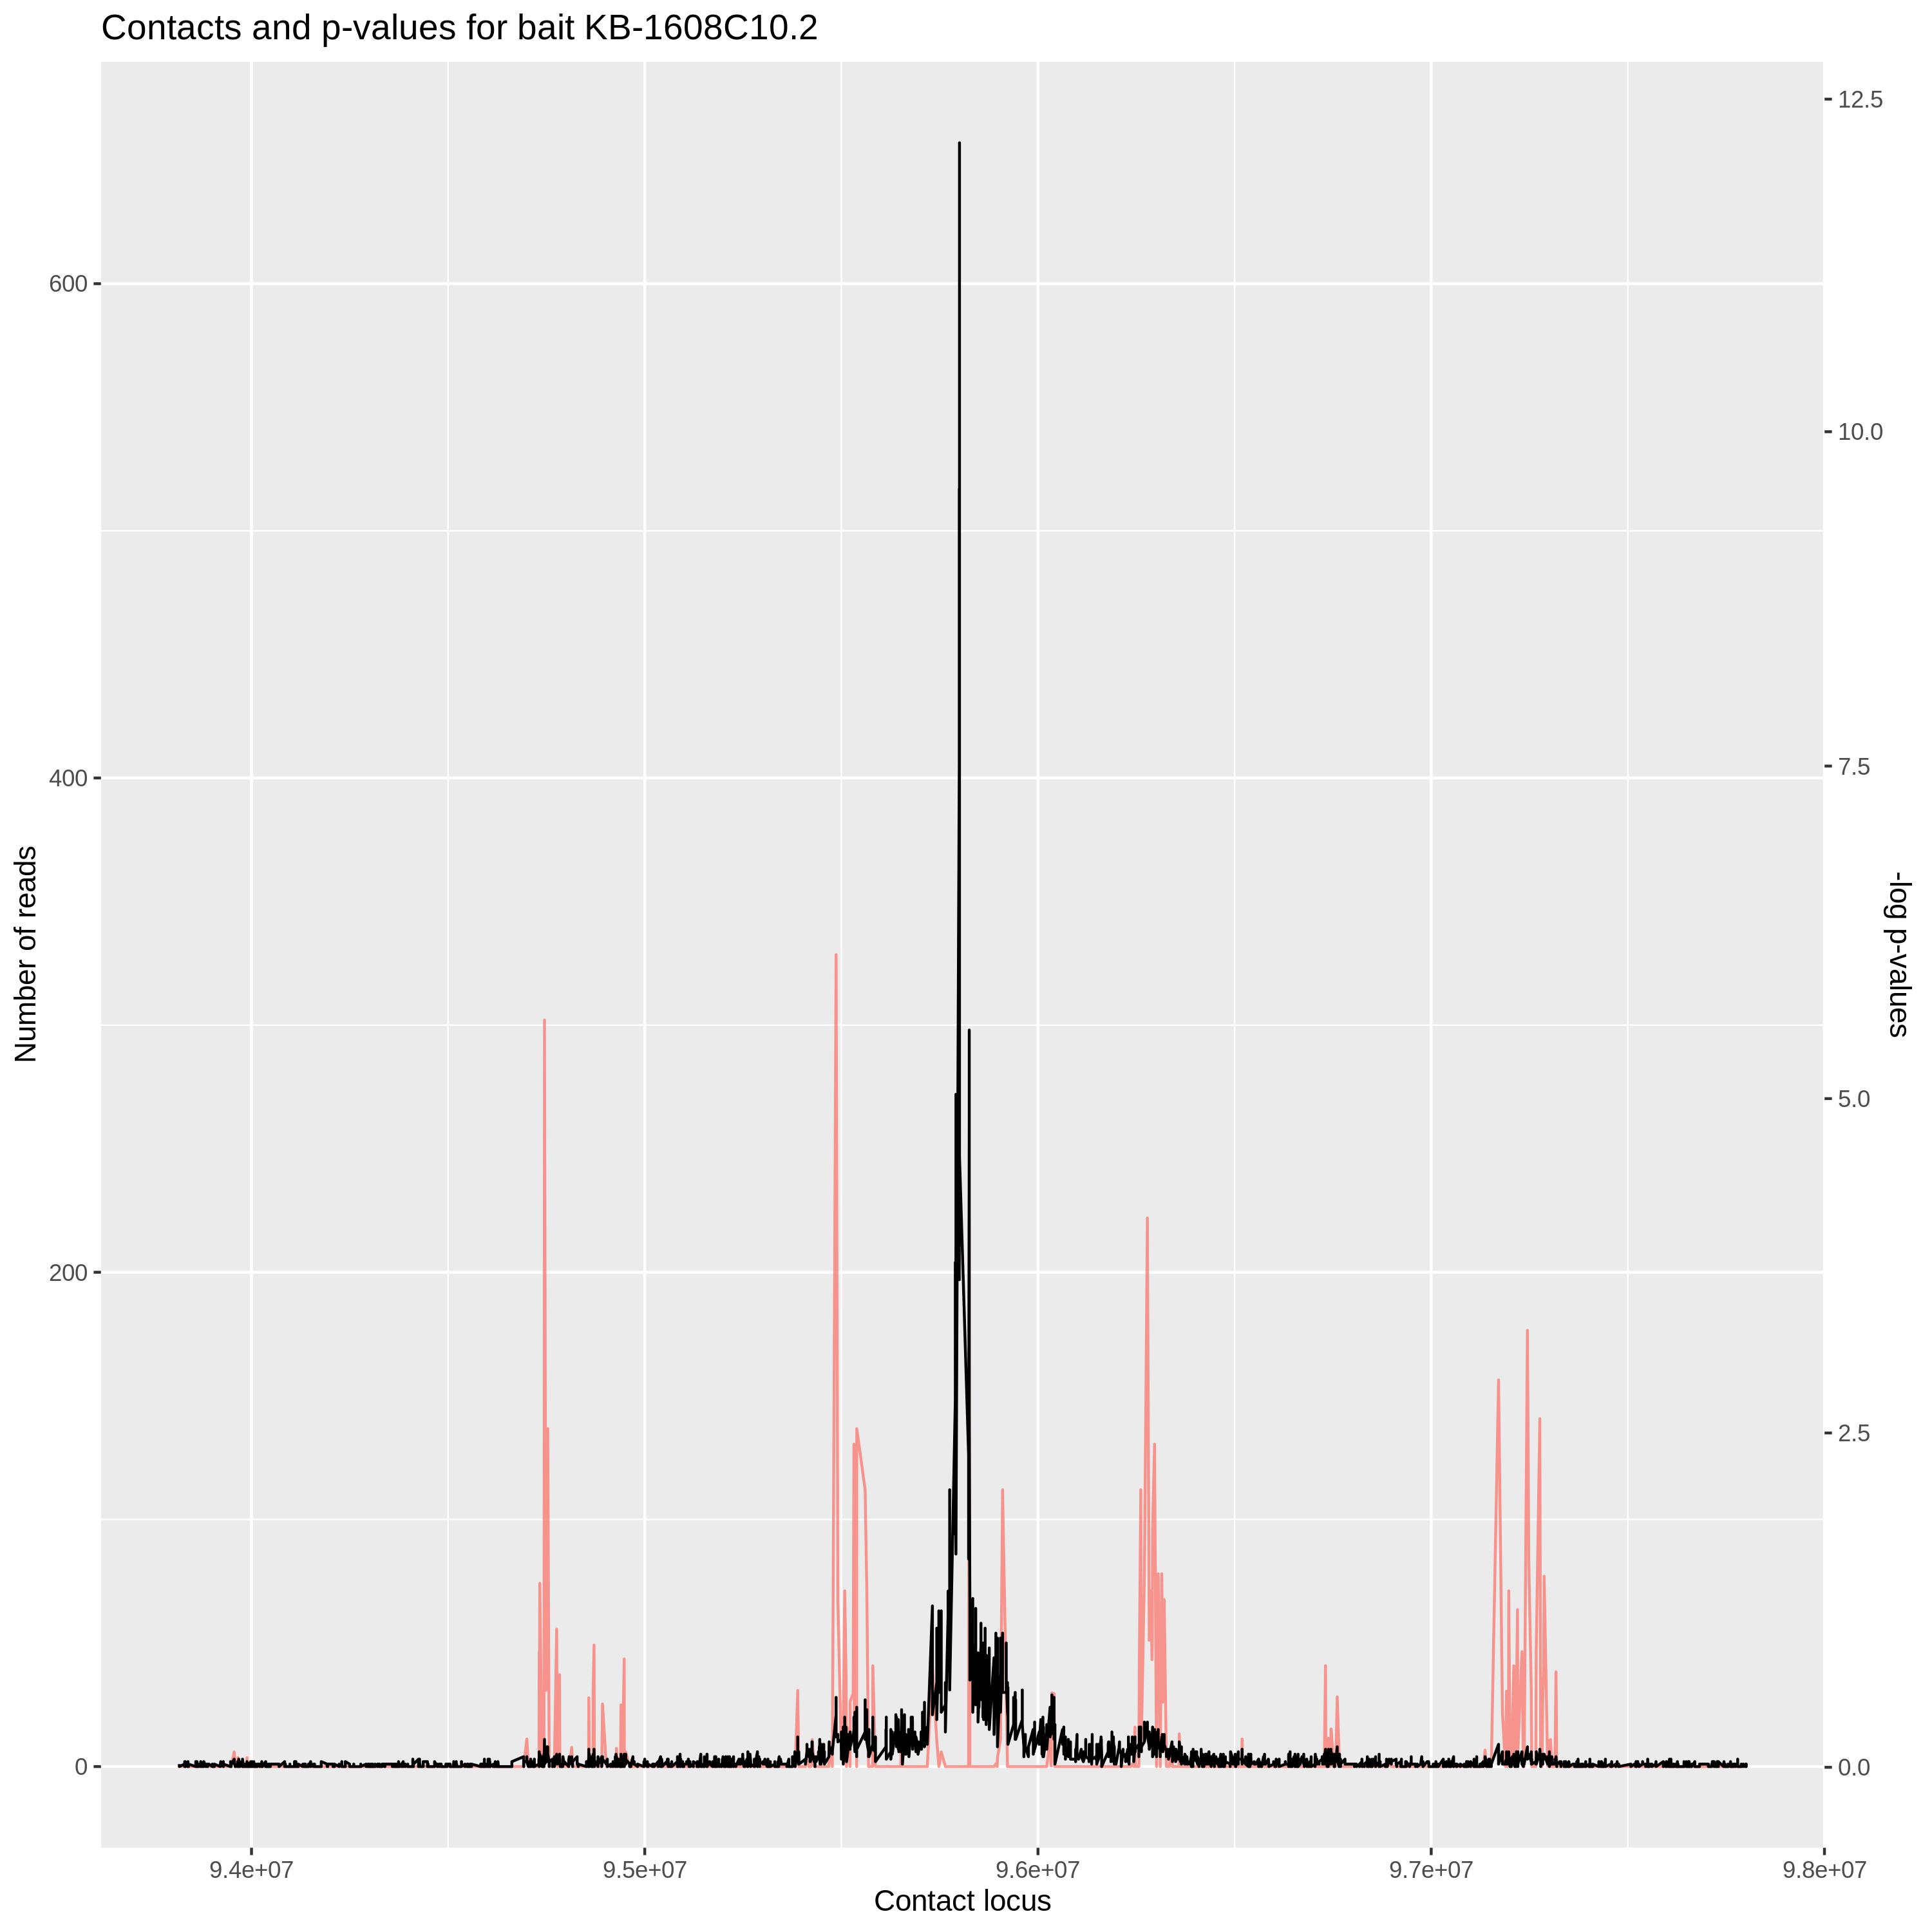 Contacts and p-values for bait KB-1608C10.2
Number of reads
600
400
200
0
12.5
10.0
7.5
5.0
2.5
0.0
-log p-values
9.4e+07
9.5e+07
9.6e+07
9.7e+07
9.8e+07
Contact locus